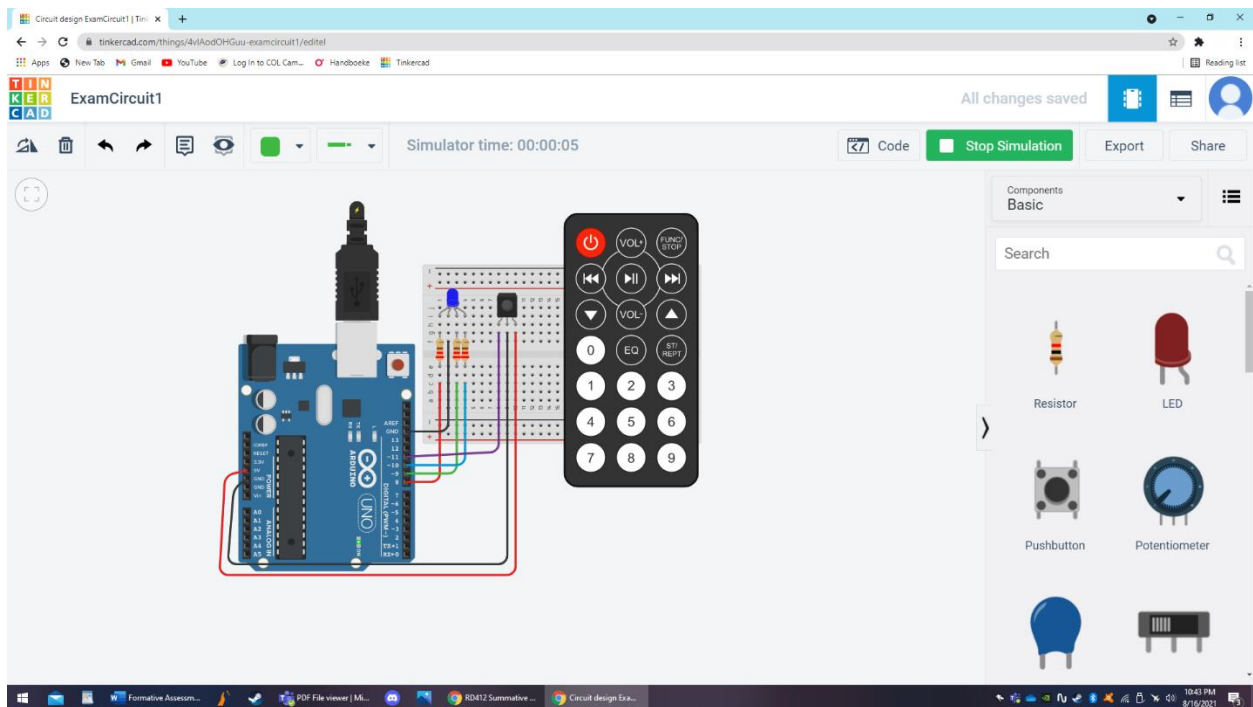 Circuit design ExamCircuit1 | Tin
tinkercad.com/things/4vlAodOHGuu-examcircuit1/editel
Apps New Tab Gmail YouTube Log In to COL Cam... Handboeke Tinkercad Reading list
TIN
KER
CAD
ExamCircuit1
All changes saved
Simulator time: 00:00:05
Code
Stop Simulation
Export
Share
Components
Basic
Search
Resistor
LED
Pushbutton
Potentiometer
VOL+
FUNC/
STOP
VOL-
0
EQ
ST/
REPT
1 2 3
4 5 6
7 8 9
AREF
GND
13
12
~11
~10
~9
8
7
~6
~5
4
~3
2
TX→1
RX←0
DIGITAL (PWM~)
ARDUINO
UNO
TX
RX
L
ON
IOREF
RESET
3.3V
5V
GND
GND
Vin
POWER
A0
A1
A2
A3
A4
A5
ANALOG IN
Formative Assessm...
PDF File viewer | Mi...
RD412 Summative ...
Circuit design Exa...
10:43 PM
8/16/2021